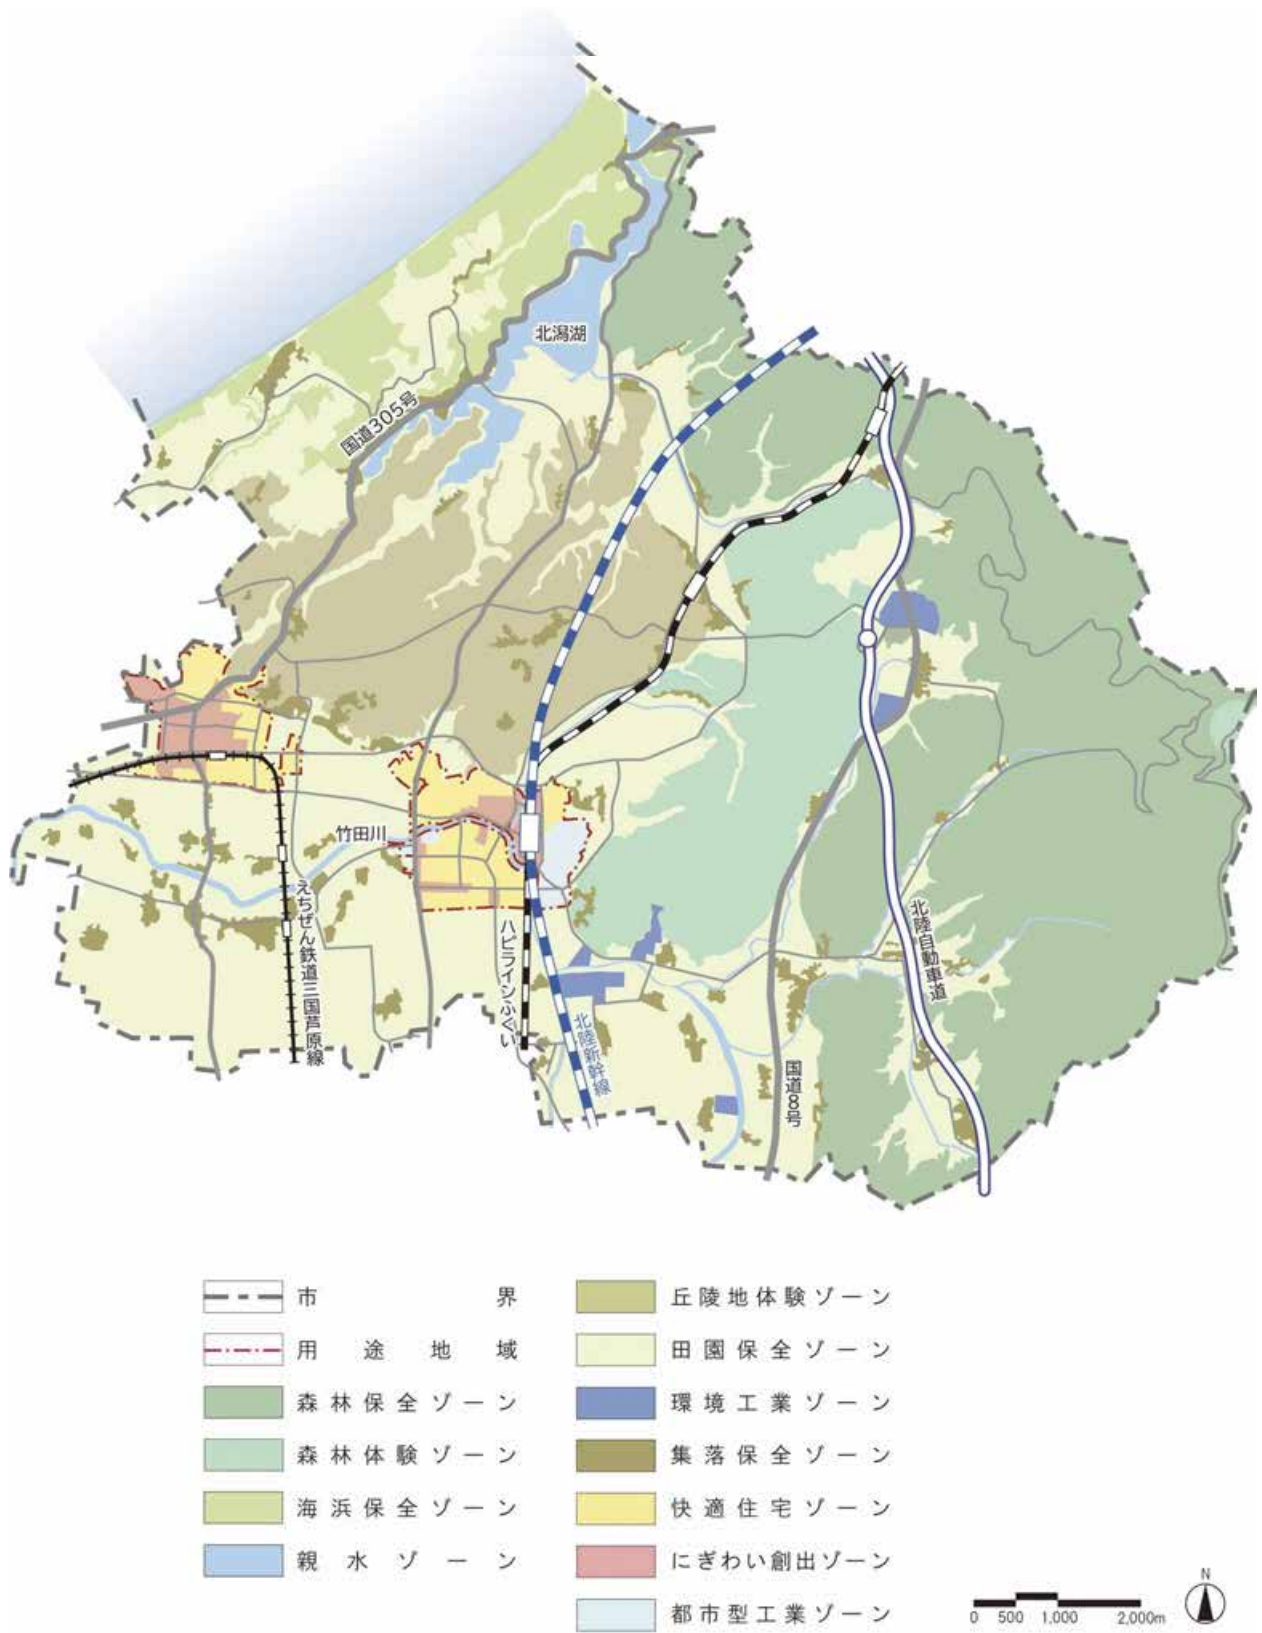 北潟湖
国道305号
竹田川
えちぜん鉄道三国芦原線
ハピラインふくい
北陸新幹線
北陸自動車道
国道8号
市界
用途地域
森林保全ゾーン
森林体験ゾーン
海浜保全ゾーン
親水ゾーン
丘陵地体験ゾーン
田園保全ゾーン
環境工業ゾーン
集落保全ゾーン
快適住宅ゾーン
にぎわい創出ゾーン
都市型工業ゾーン
0 500 1,000 2,000m
N